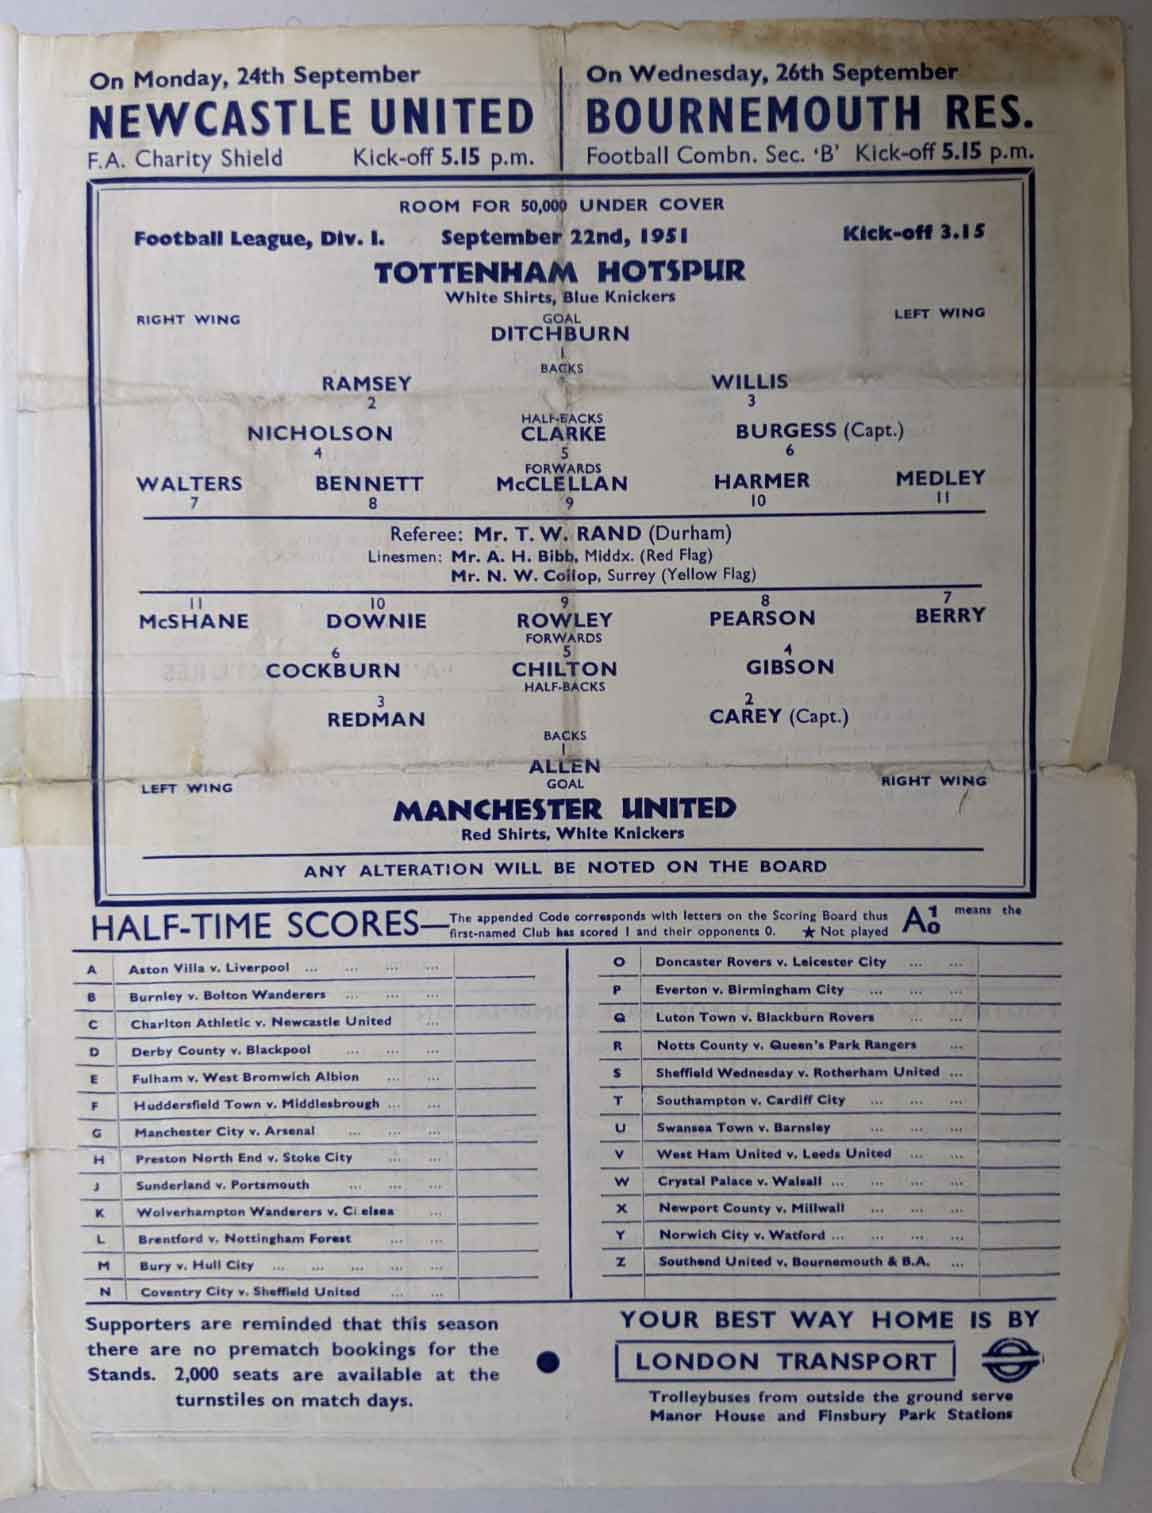 On Monday, 24th September
NEWCASTLE UNITED
F.A. Charity Shield Kick-off 5.15 p.m.
On Wednesday, 26th September
BOURNEMOUTH RES.
Football Combn. Sec. 'B' Kick-off 5.15 p.m.
ROOM FOR 50,000 UNDER COVER
Football League, Div. I. September 22nd, 1951 Kick-off 3.15
TOTTENHAM HOTSPUR
White Shirts, Blue Knickers
RIGHT WING GOAL LEFT WING
DITCHBURN
1
BACKS
RAMSEY WILLIS
2 3
HALF-BACKS
NICHOLSON CLARKE BURGESS (Capt.)
4 5 6
FORWARDS
WALTERS BENNETT McCLELLAN HARMER MEDLEY
7 8 9 10 11
Referee: Mr. T. W. RAND (Durham)
Linesmen: Mr. A. H. Bibb, Middx. (Red Flag)
Mr. N. W. Collop, Surrey (Yellow Flag)
11 10 9 8 7
McSHANE DOWNIE ROWLEY PEARSON BERRY
FORWARDS
6 5 4
COCKBURN CHILTON GIBSON
HALF-BACKS
3 2
REDMAN CAREY (Capt.)
BACKS
1
ALLEN
LEFT WING GOAL RIGHT WING
MANCHESTER UNITED
Red Shirts, White Knickers
ANY ALTERATION WILL BE NOTED ON THE BOARD
HALF-TIME SCORES—The appended Code corresponds with letters on the Scoring Board thus A 1 0 means the
first-named Club has scored 1 and their opponents 0. ★ Not played
A Aston Villa v. Liverpool ... ... ... ...
B Burnley v. Bolton Wanderers ... ... ...
C Charlton Athletic v. Newcastle United ...
D Derby County v. Blackpool ... ... ...
E Fulham v. West Bromwich Albion ... ...
F Huddersfield Town v. Middlesbrough ... ...
G Manchester City v. Arsenal ... ... ...
H Preston North End v. Stoke City ... ...
J Sunderland v. Portsmouth ... ... ...
K Wolverhampton Wanderers v. Chelsea ...
L Brentford v. Nottingham Forest ... ...
M Bury v. Hull City ... ... ... ... ...
N Coventry City v. Sheffield United ... ...
O Doncaster Rovers v. Leicester City ... ...
P Everton v. Birmingham City ... ... ...
Q Luton Town v. Blackburn Rovers ... ...
R Notts County v. Queen's Park Rangers ...
S Sheffield Wednesday v. Rotherham United ...
T Southampton v. Cardiff City ... ... ...
U Swansea Town v. Barnsley ... ... ...
V West Ham United v. Leeds United ... ...
W Crystal Palace v. Walsall ... ... ... ...
X Newport County v. Millwall ... ... ...
Y Norwich City v. Watford ... ... ... ...
Z Southend United v. Bournemouth & B.A. ...
Supporters are reminded that this season
there are no prematch bookings for the
Stands. 2,000 seats are available at the
turnstiles on match days.
YOUR BEST WAY HOME IS BY
LONDON TRANSPORT
Trolleybuses from outside the ground serve
Manor House and Finsbury Park Stations